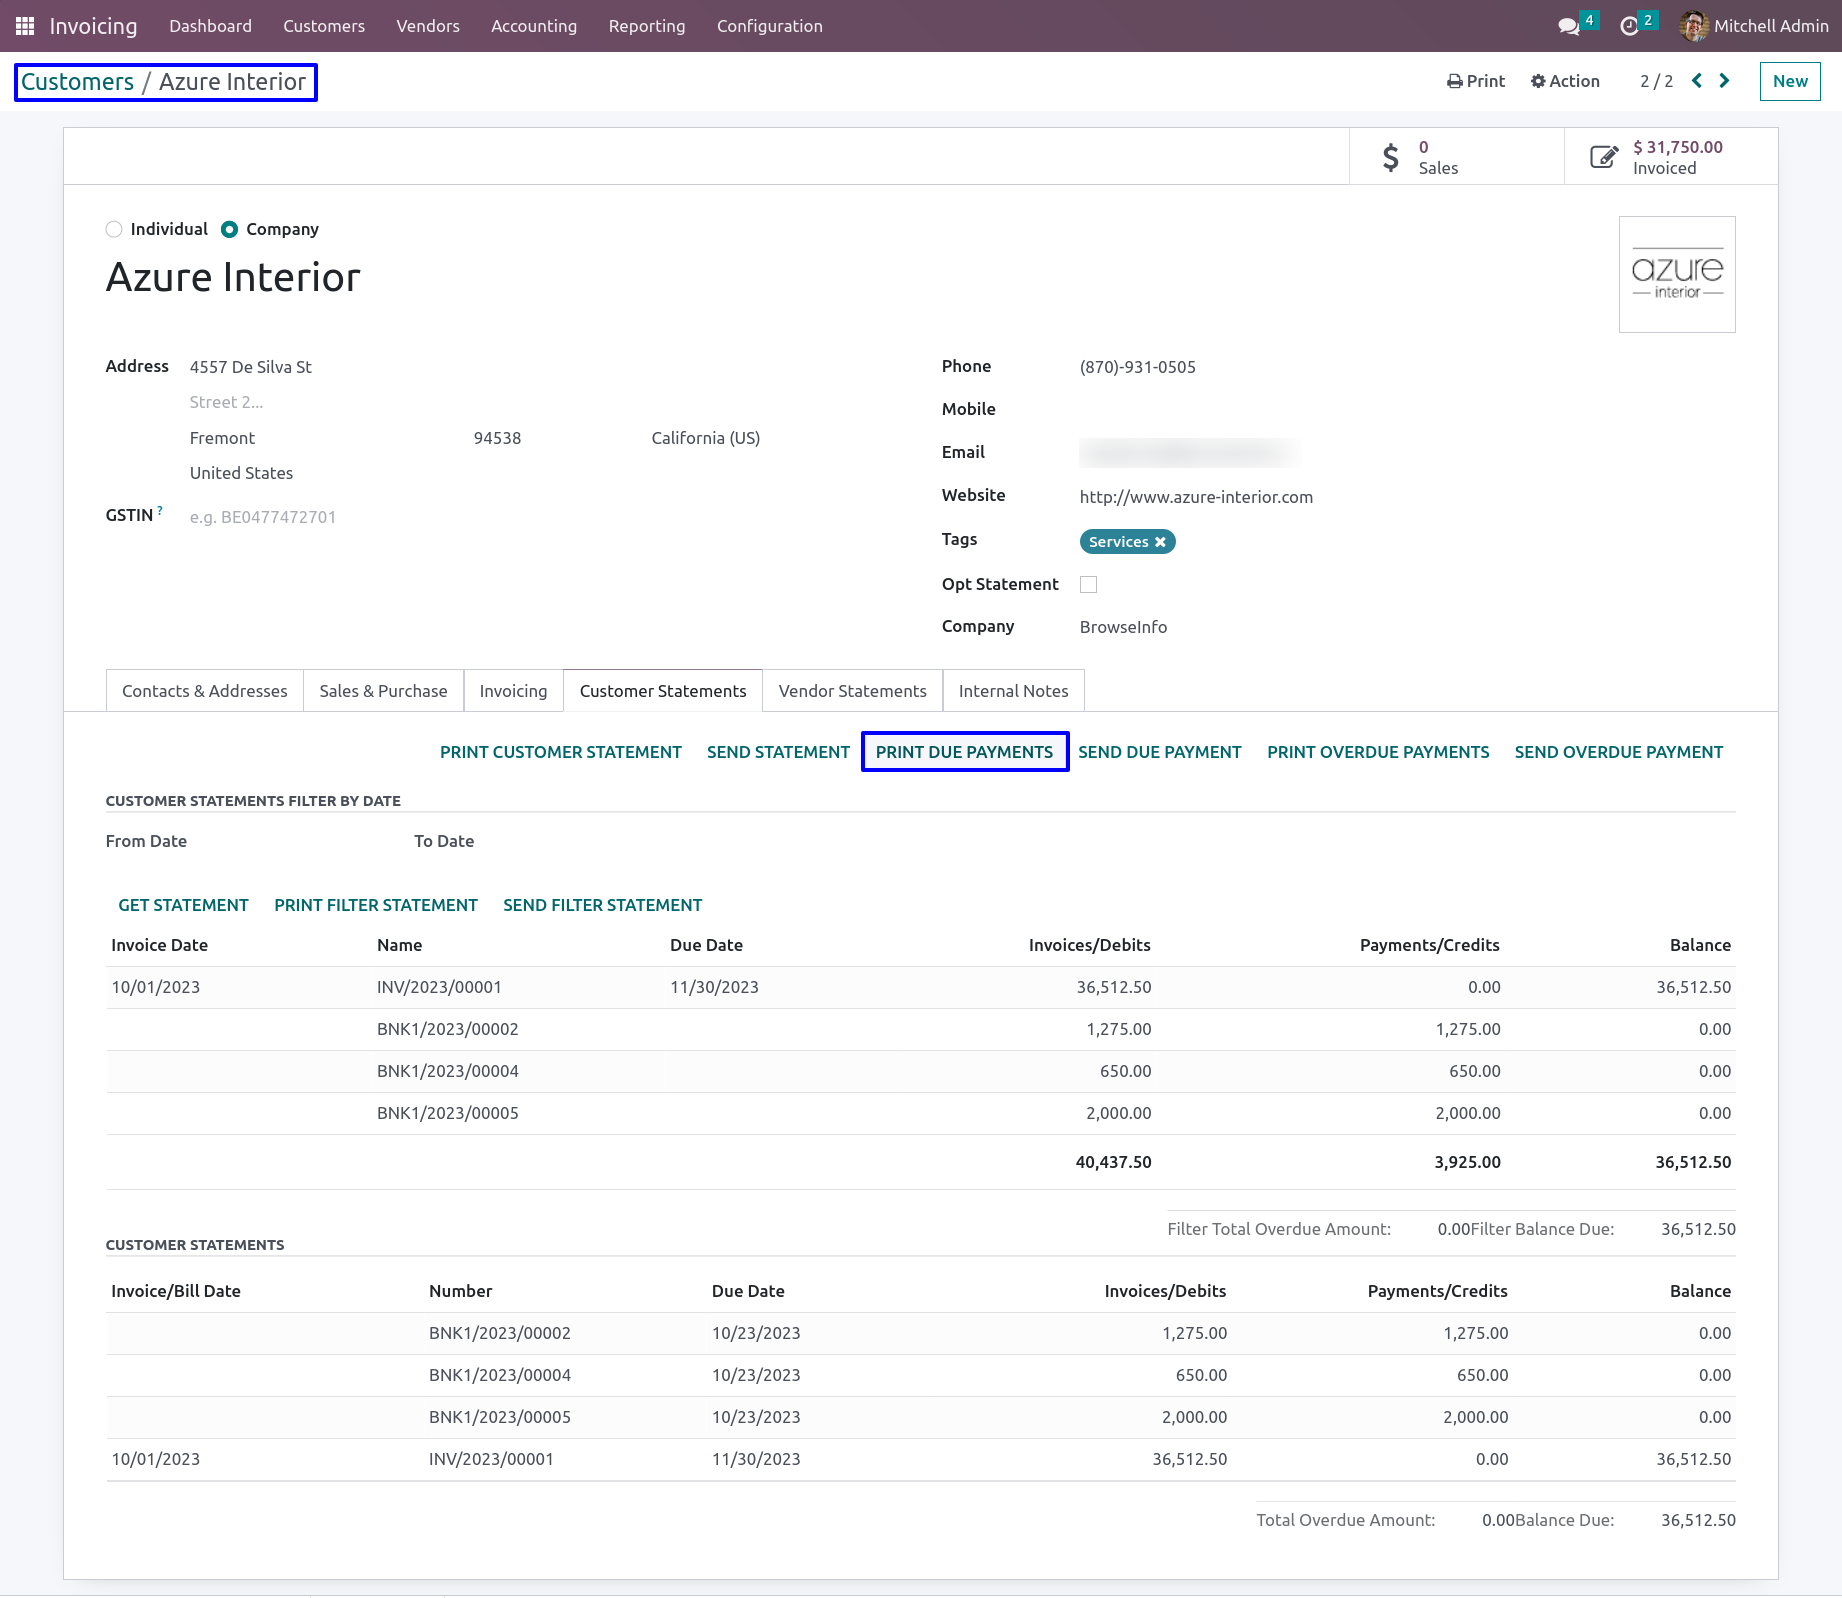 Invoicing Dashboard Customers Vendors Accounting Reporting Configuration 4 2 Mitchell Admin
Customers / Azure Interior Print Action 2 / 2 New
0
Sales
$ 31,750.00
Invoiced
Individual Company
Azure Interior
azure
interior
Address 4557 De Silva St
Street 2...
Fremont 94538 California (US)
United States
GSTIN ? e.g. BE0477472701
Phone (870)-931-0505
Mobile
Email
Website http://www.azure-interior.com
Tags Services
Opt Statement
Company BrowseInfo
Contacts & Addresses Sales & Purchase Invoicing Customer Statements Vendor Statements Internal Notes
PRINT CUSTOMER STATEMENT SEND STATEMENT PRINT DUE PAYMENTS SEND DUE PAYMENT PRINT OVERDUE PAYMENTS SEND OVERDUE PAYMENT
CUSTOMER STATEMENTS FILTER BY DATE
From Date To Date
GET STATEMENT PRINT FILTER STATEMENT SEND FILTER STATEMENT
Invoice Date Name Due Date Invoices/Debits Payments/Credits Balance
10/01/2023 INV/2023/00001 11/30/2023 36,512.50 0.00 36,512.50
BNK1/2023/00002 1,275.00 1,275.00 0.00
BNK1/2023/00004 650.00 650.00 0.00
BNK1/2023/00005 2,000.00 2,000.00 0.00
40,437.50 3,925.00 36,512.50
Filter Total Overdue Amount: 0.00 Filter Balance Due: 36,512.50
CUSTOMER STATEMENTS
Invoice/Bill Date Number Due Date Invoices/Debits Payments/Credits Balance
BNK1/2023/00002 10/23/2023 1,275.00 1,275.00 0.00
BNK1/2023/00004 10/23/2023 650.00 650.00 0.00
BNK1/2023/00005 10/23/2023 2,000.00 2,000.00 0.00
10/01/2023 INV/2023/00001 11/30/2023 36,512.50 0.00 36,512.50
Total Overdue Amount: 0.00 Balance Due: 36,512.50